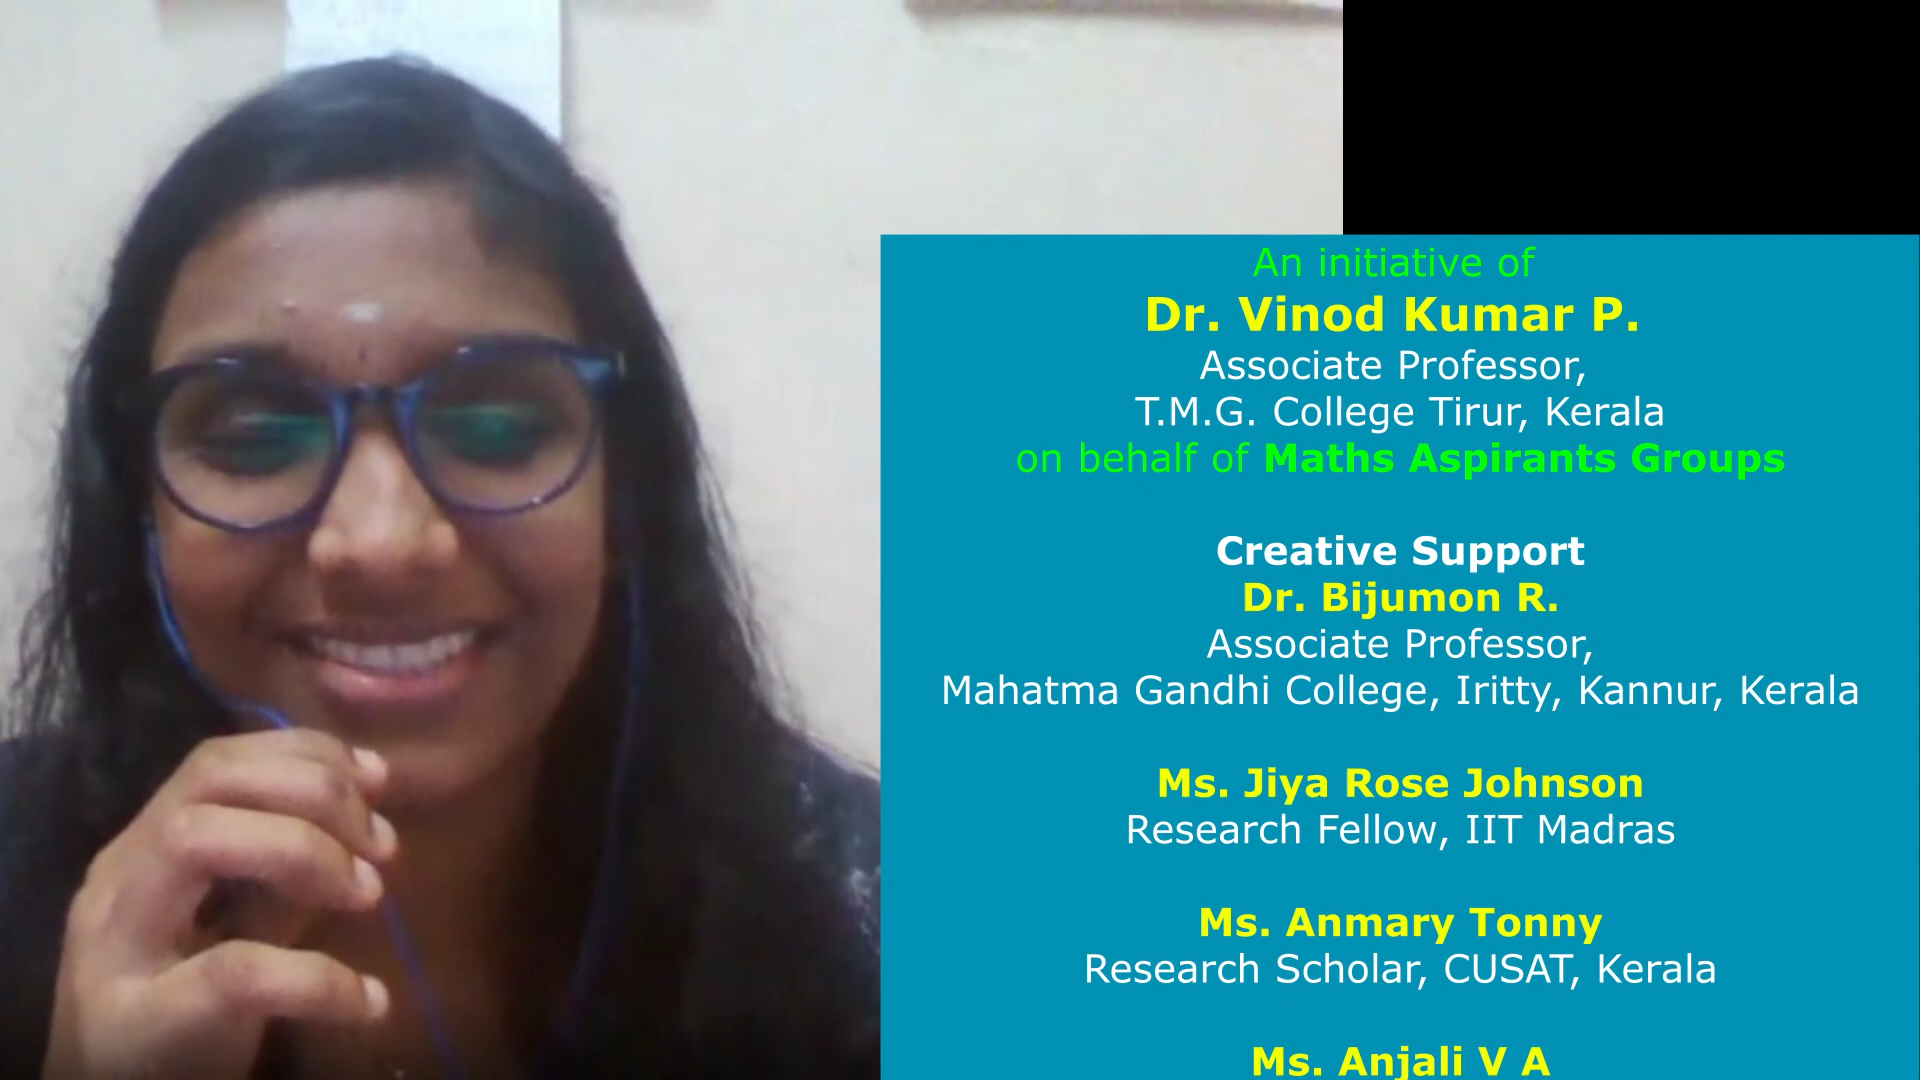 An initiative of
Dr. Vinod Kumar P.
Associate Professor,
T.M.G. College Tirur, Kerala
on behalf of Maths Aspirants Groups
Creative Support
Dr. Bijumon R.
Associate Professor,
Mahatma Gandhi College, Iritty, Kannur, Kerala
Ms. Jiya Rose Johnson
Research Fellow, IIT Madras
Ms. Anmary Tonny
Research Scholar, CUSAT, Kerala
Ms. Anjali V A